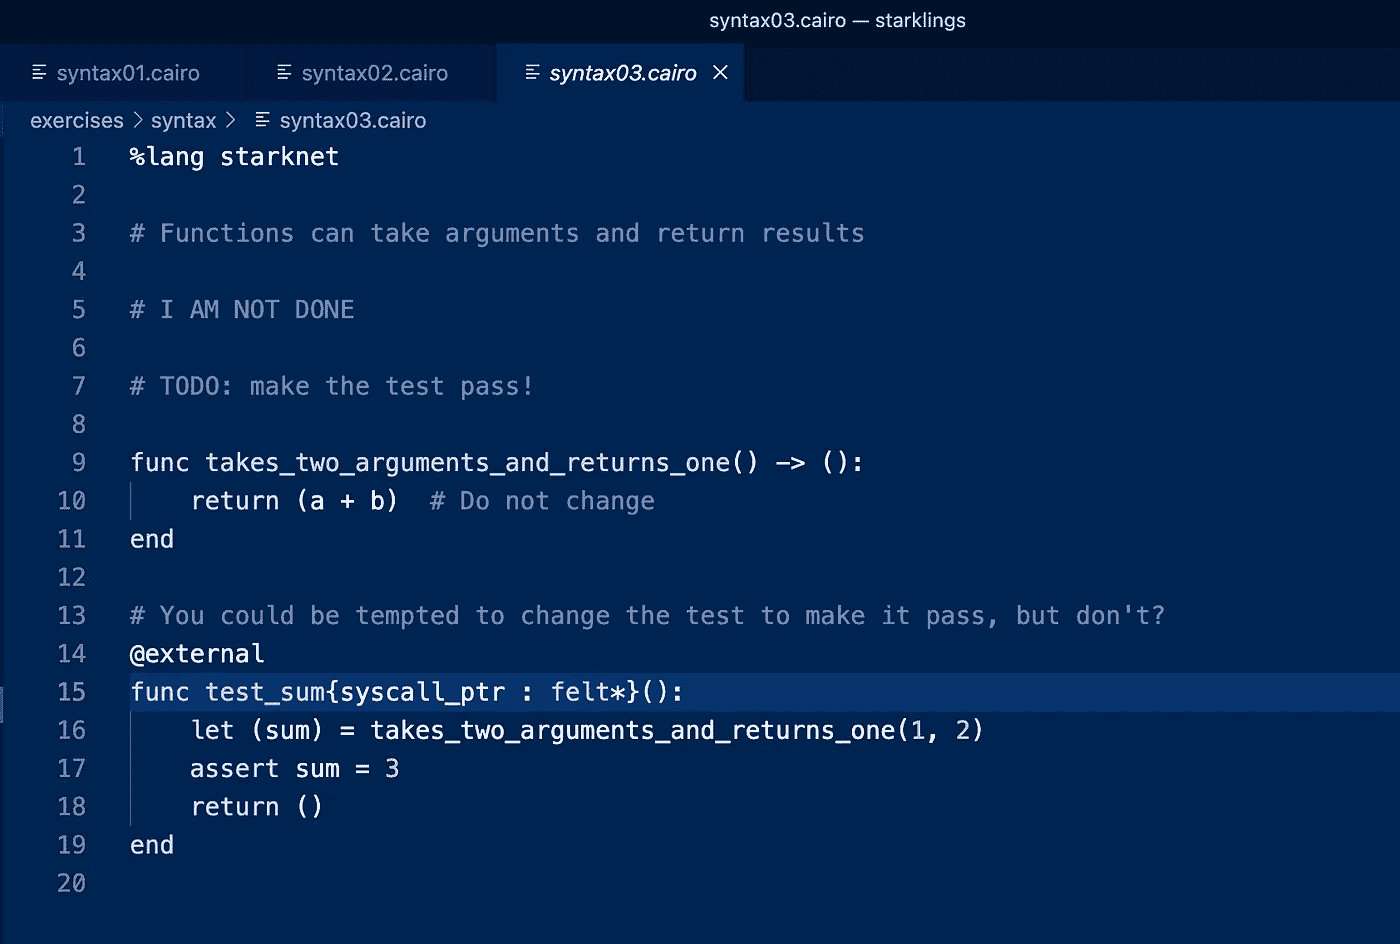 syntax03.cairo — starklings
syntax01.cairo syntax02.cairo syntax03.cairo
exercises > syntax > syntax03.cairo
1 %lang starknet
2
3 # Functions can take arguments and return results
4
5 # I AM NOT DONE
6
7 # TODO: make the test pass!
8
9 func takes_two_arguments_and_returns_one() -> ():
10     return (a + b)  # Do not change
11 end
12
13 # You could be tempted to change the test to make it pass, but don't?
14 @external
15 func test_sum{syscall_ptr : felt*}():
16     let (sum) = takes_two_arguments_and_returns_one(1, 2)
17     assert sum = 3
18     return ()
19 end
20